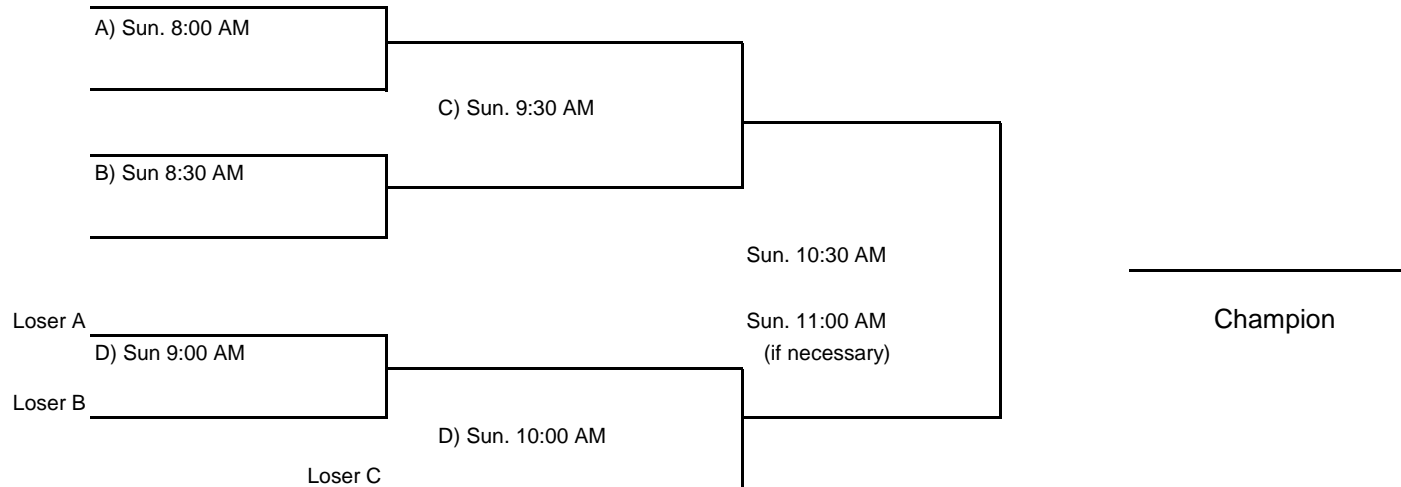 A) Sun. 8:00 AM
C) Sun. 9:30 AM
B) Sun 8:30 AM
Sun. 10:30 AM
Loser A
Sun. 11:00 AM
Champion
D) Sun 9:00 AM
(if necessary)
Loser B
D) Sun. 10:00 AM
Loser C